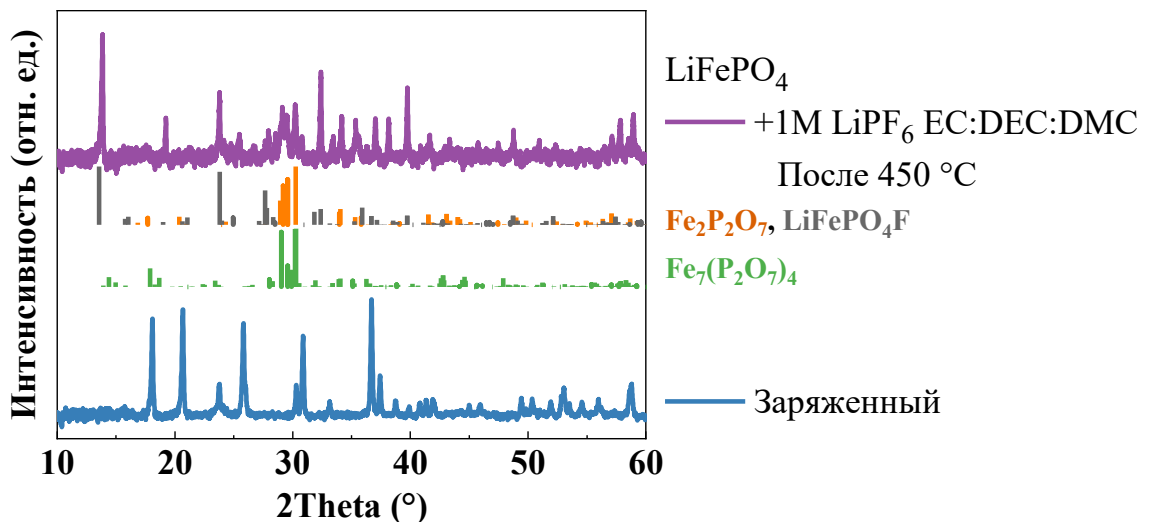 Интенсивность (отн. ед.)
LiFePO₄
+1M LiPF₆ EC:DEC:DMC
После 450 °C
Fe₂P₂O₇, LiFePO₄F
Fe₇(P₂O₇)₄
Заряженный
10 20 30 40 50 60
2Theta (°)